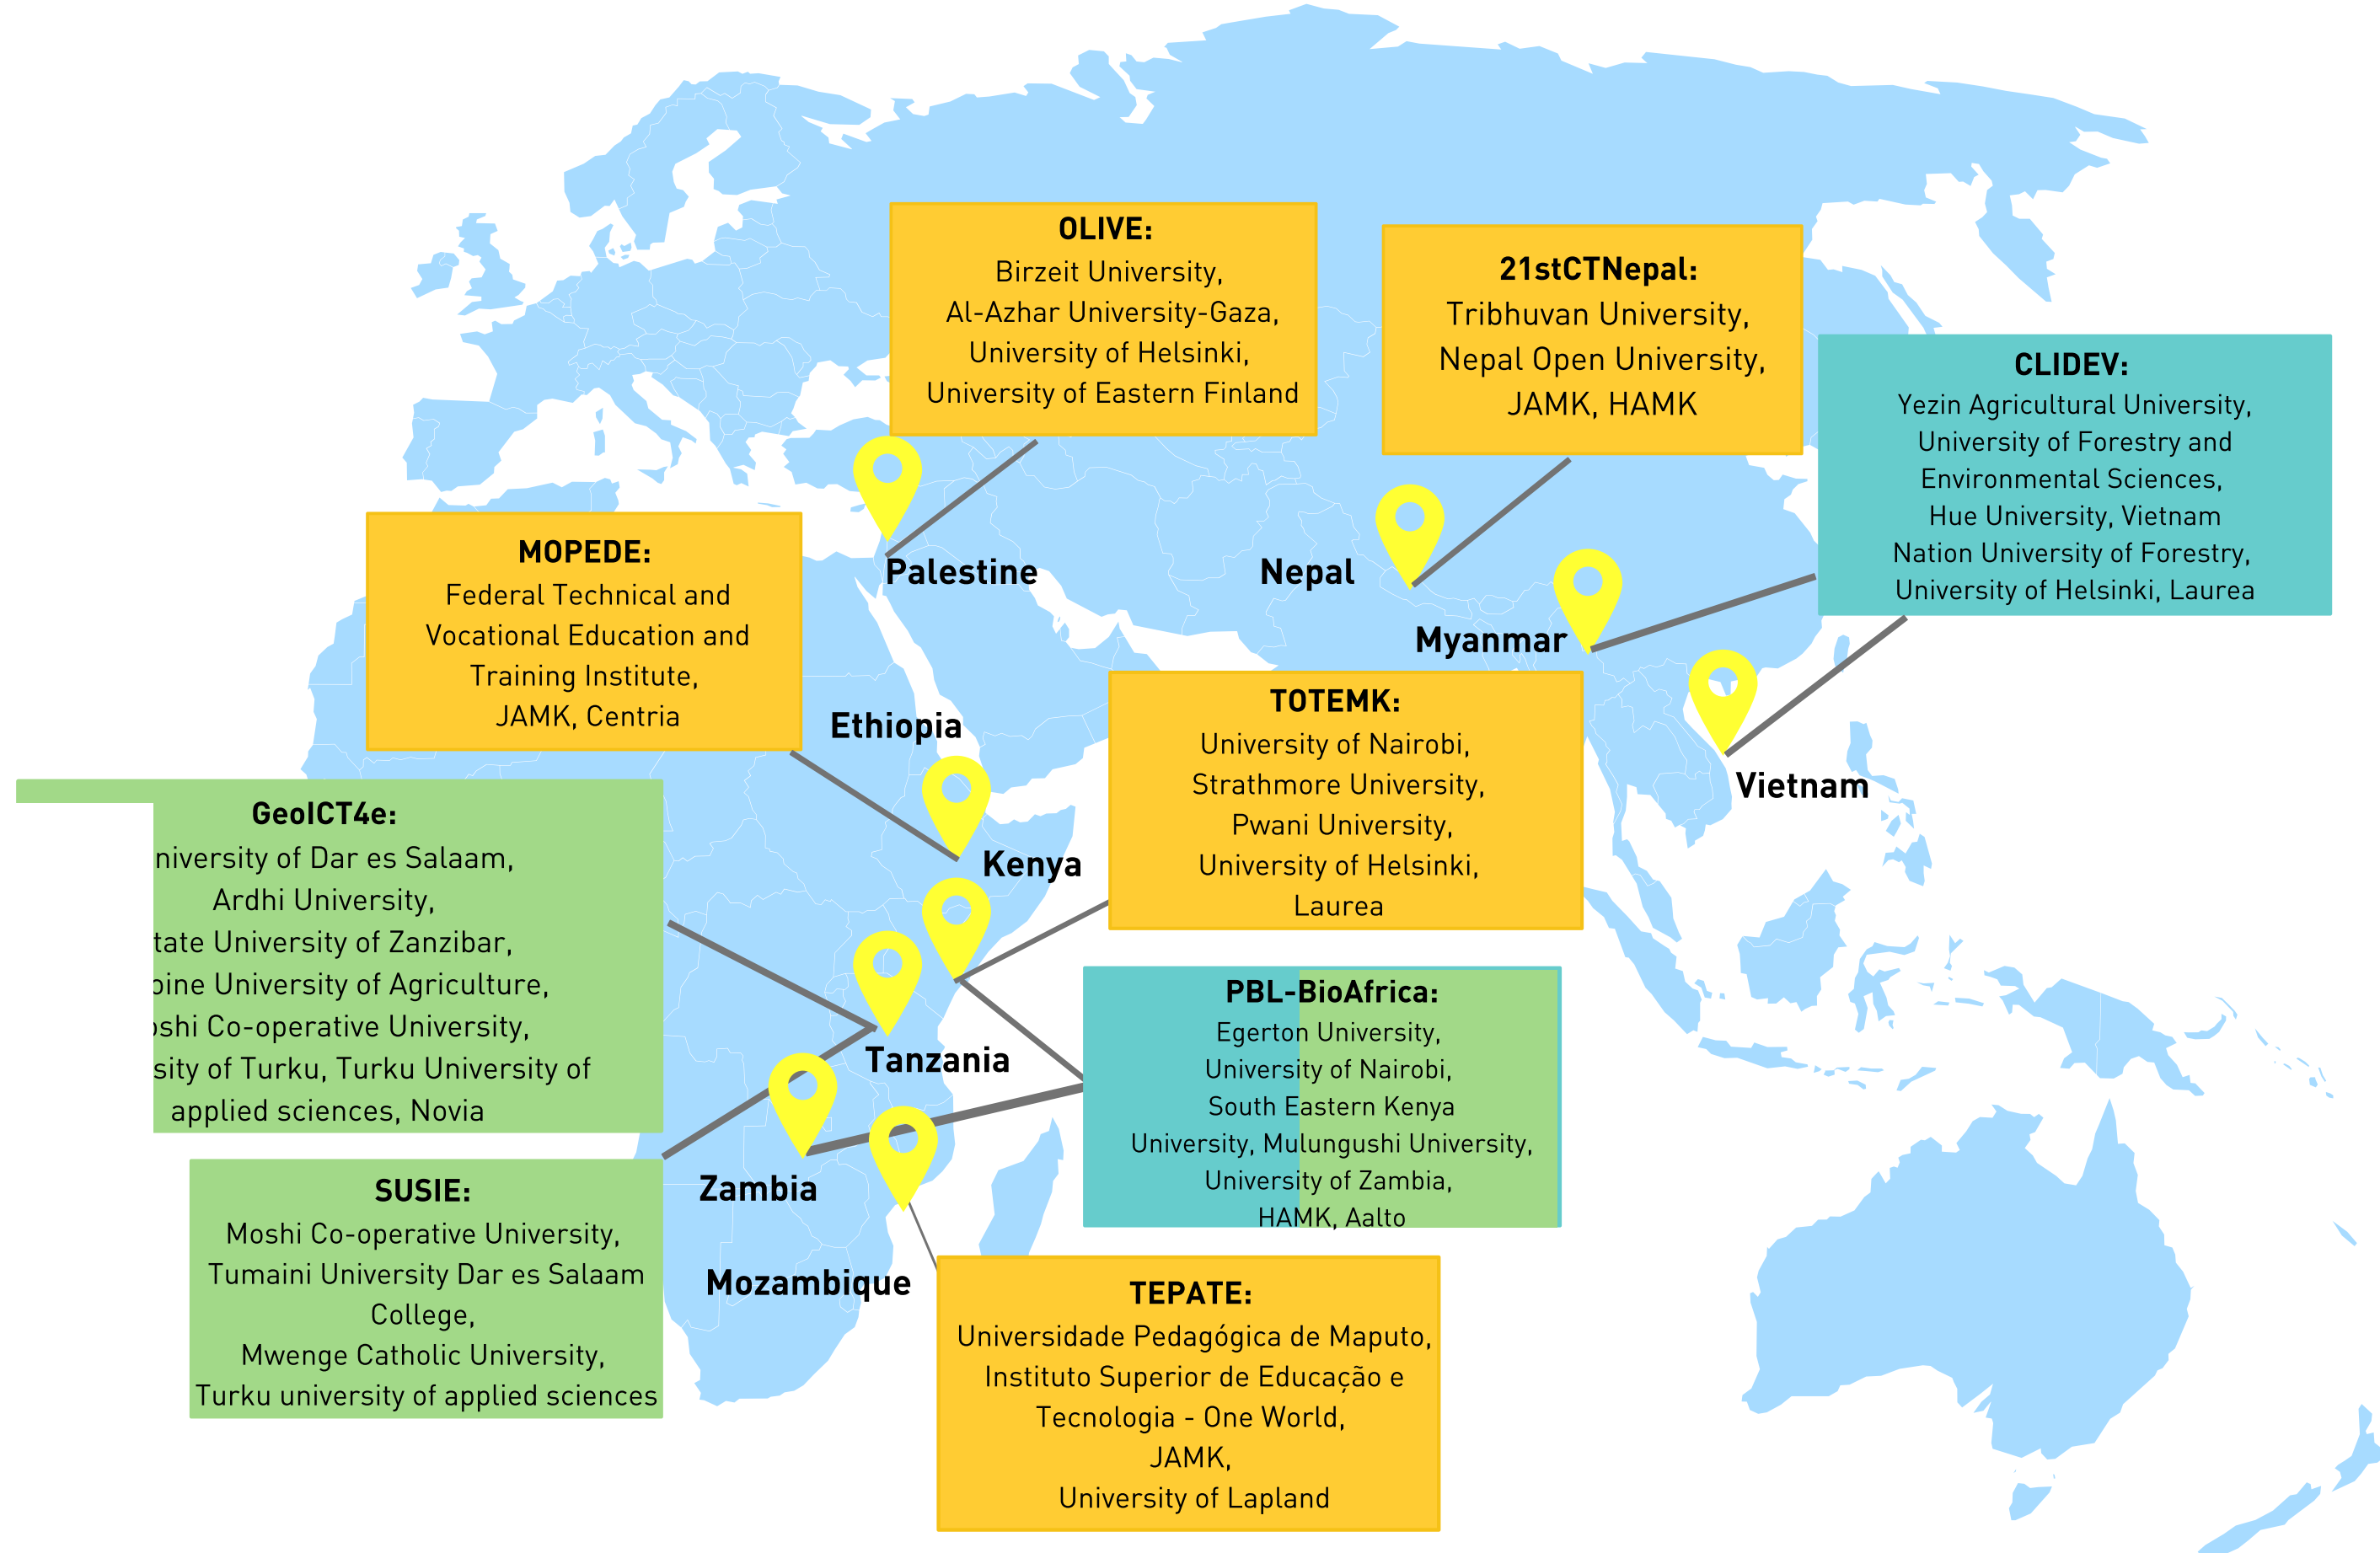 OLIVE:
Birzeit University,
Al-Azhar University-Gaza,
University of Helsinki,
University of Eastern Finland
21stCTNepal:
Tribhuvan University,
Nepal Open University,
JAMK, HAMK
CLIDEV:
Yezin Agricultural University,
University of Forestry and
Environmental Sciences,
Hue University, Vietnam
Nation University of Forestry,
University of Helsinki, Laurea
MOPEDE:
Federal Technical and
Vocational Education and
Training Institute,
JAMK, Centria
Palestine
Nepal
Myanmar
Ethiopia
Vietnam
Kenya
TOTEMK:
University of Nairobi,
Strathmore University,
Pwani University,
University of Helsinki,
Laurea
GeoICT4e:
niversity of Dar es Salaam,
Ardhi University,
tate University of Zanzibar,
oine University of Agriculture,
oshi Co-operative University,
sity of Turku, Turku University of
applied sciences, Novia
PBL-BioAfrica:
Egerton University,
University of Nairobi,
South Eastern Kenya
University, Mulungushi University,
University of Zambia,
HAMK, Aalto
Tanzania
Zambia
Mozambique
SUSIE:
Moshi Co-operative University,
Tumaini University Dar es Salaam
College,
Mwenge Catholic University,
Turku university of applied sciences
TEPATE:
Universidade Pedagógica de Maputo,
Instituto Superior de Educação e
Tecnologia - One World,
JAMK,
University of Lapland